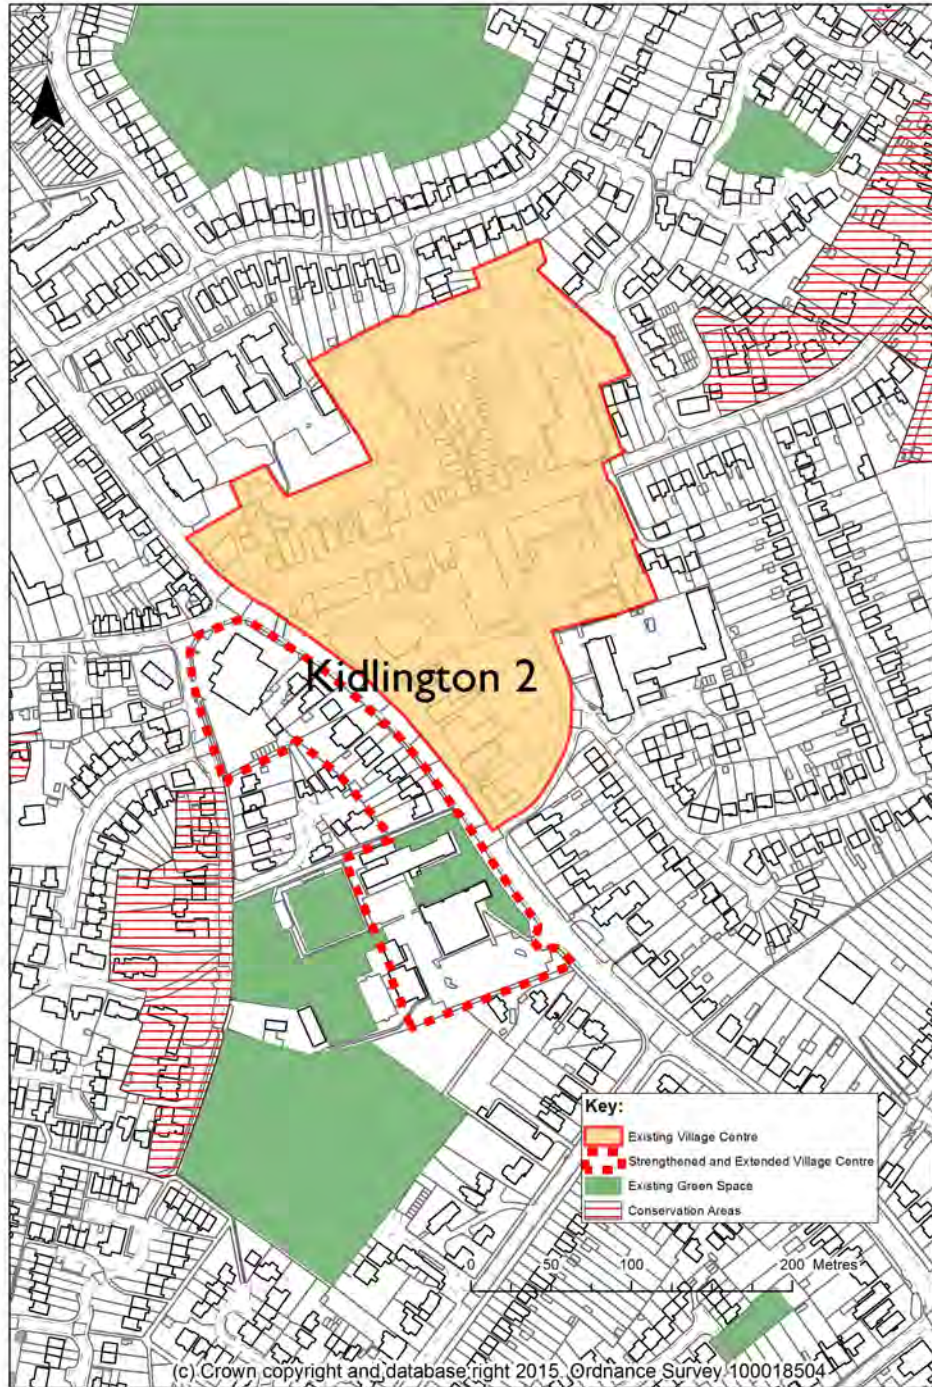 Kidlington 2
Key:
Existing Village Centre
Strengthened and Extended Village Centre
Existing Green Space
Conservation Areas
0 50 100 200 Metres
(c) Crown copyright and database right 2015. Ordnance Survey 100018504